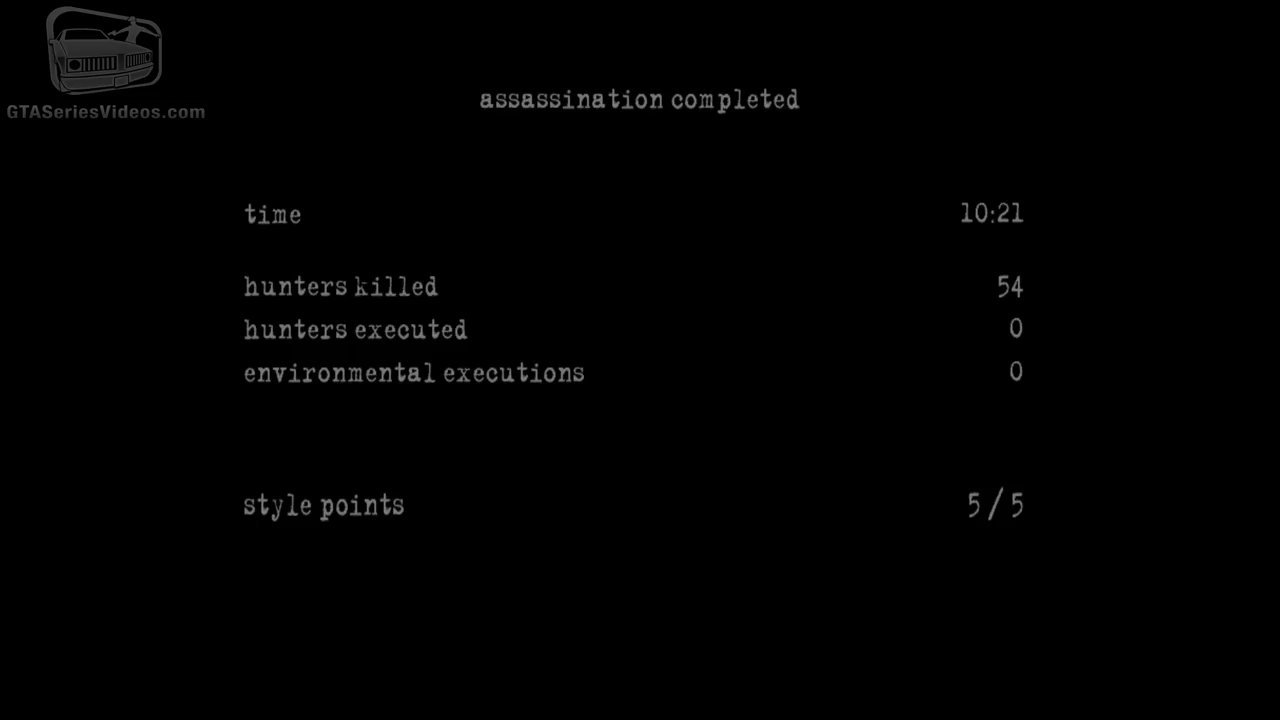 GTASeriesVideos.com
assassination completed
time 10:21
hunters killed 54
hunters executed 0
environmental executions 0
style points 5/5